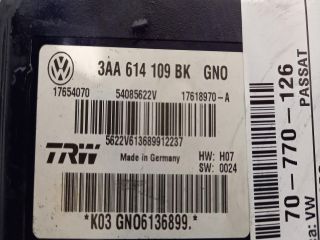 3AA 614 109 BK GNO
17654070 54085622V 17618970-A
5622V613689912237
TRW
Made in Germany
HW: H07
SW: 0024
*K03 GNO6136899.*
70-770-126
PASSAT
a: VW